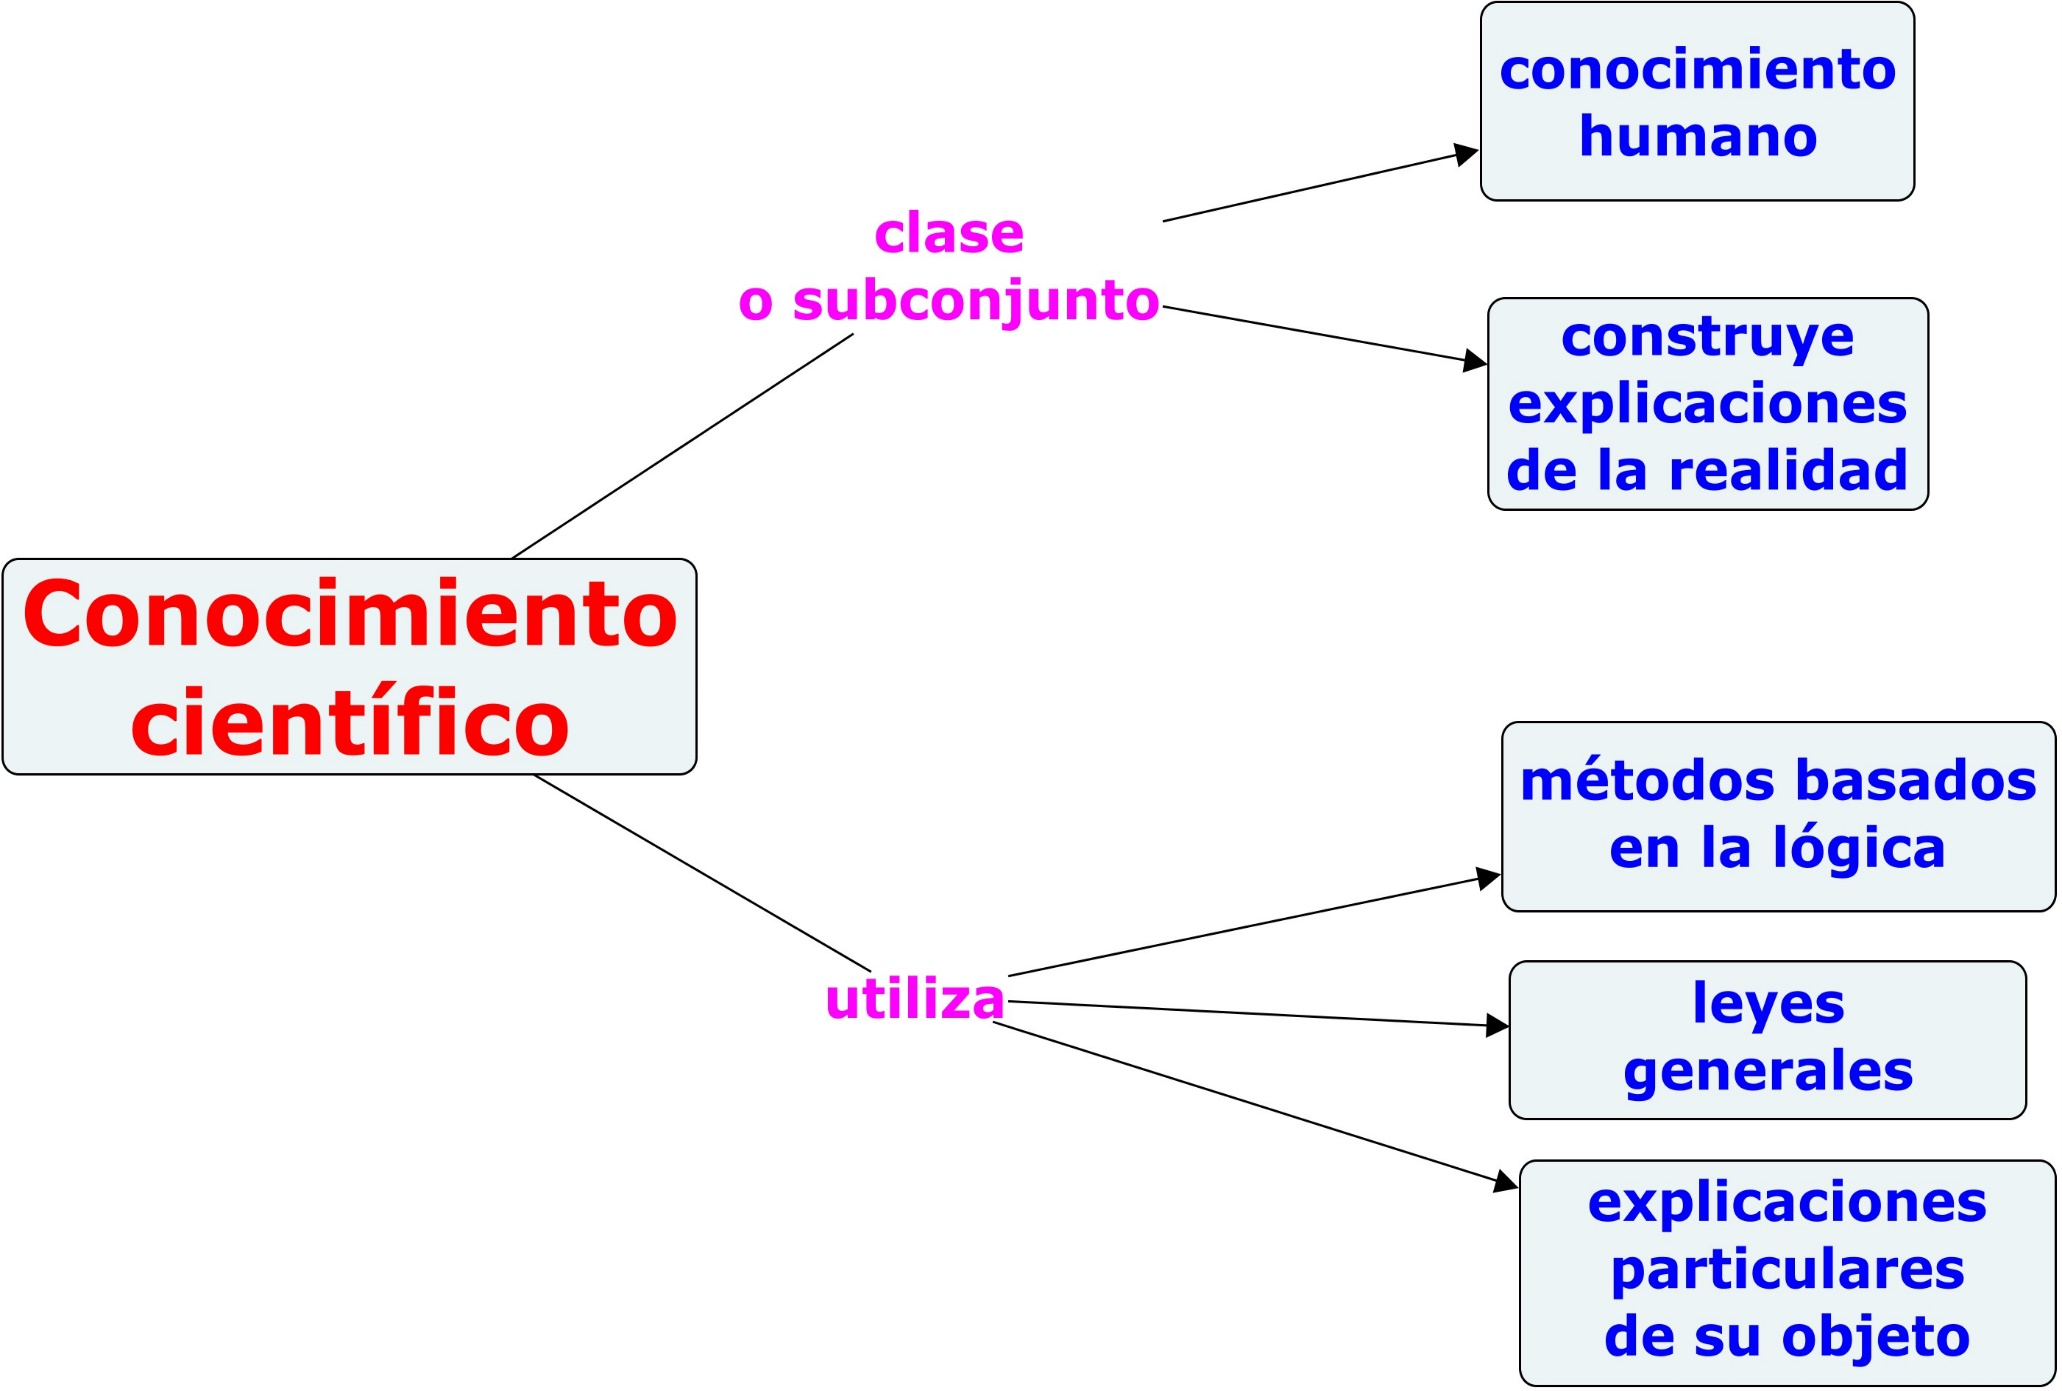 conocimiento
humano
clase
o subconjunto
construye
explicaciones
de la realidad
Conocimiento
científico
métodos basados
en la lógica
utiliza
leyes
generales
explicaciones
particulares
de su objeto